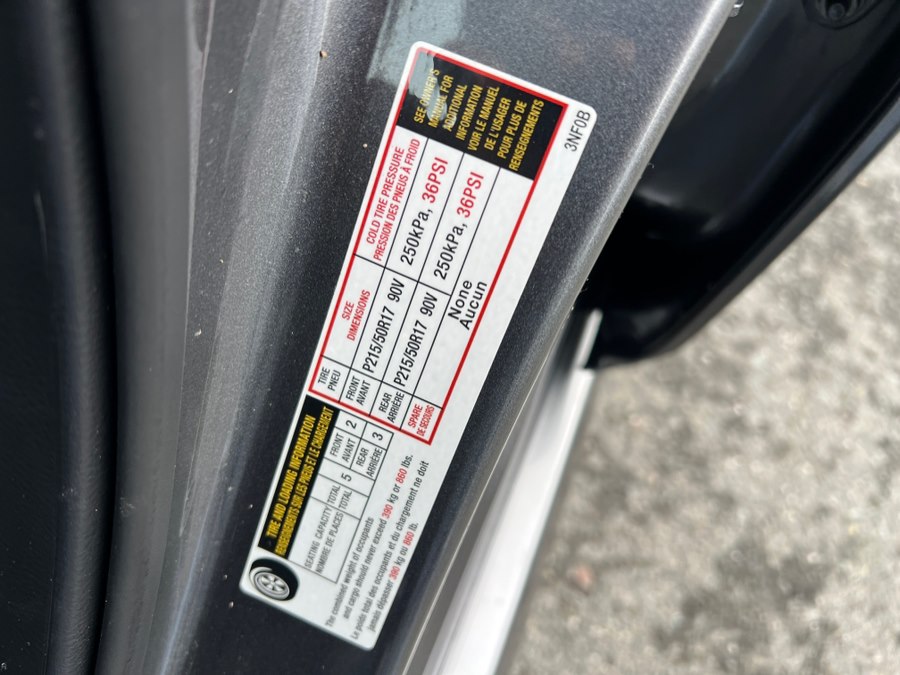 TIRE AND LOADING INFORMATION
RENSEIGNEMENTS SUR LES PNEUS ET LE CHARGEMENT
SEATING CAPACITY
NOMBRE DE PLACES
TOTAL
TOTAL
5
FRONT
AVANT
2
REAR
ARRIÈRE
3
The combined weight of occupants
and cargo should never exceed 390 kg or 860 lbs.
Le poids total des occupants et du chargement ne doit
jamais dépasser 390 kg ou 860 lb.
TIRE
PNEU
SIZE
DIMENSIONS
COLD TIRE PRESSURE
PRESSION DES PNEUS À FROID
FRONT
AVANT
P215/50R17 90V
250kPa, 36PSI
REAR
ARRIÈRE
P215/50R17 90V
250kPa, 36PSI
SPARE
DE SECOURS
None
Aucun
SEE OWNER'S
MANUAL FOR
ADDITIONAL
INFORMATION
VOIR LE MANUEL
DE L'USAGER
POUR PLUS DE
RENSEIGNEMENTS
3NF0B